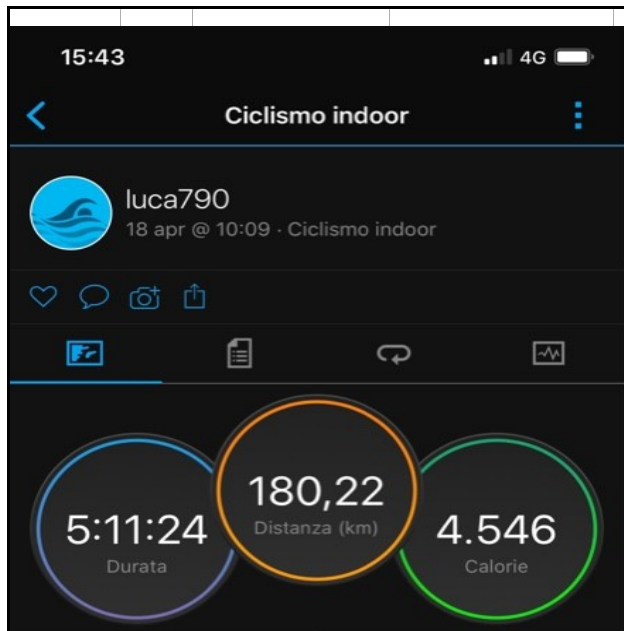 15:43
4G
Ciclismo indoor
luca790
18 apr @ 10:09 · Ciclismo indoor
180,22
Distanza (km)
5:11:24
Durata
4.546
Calorie